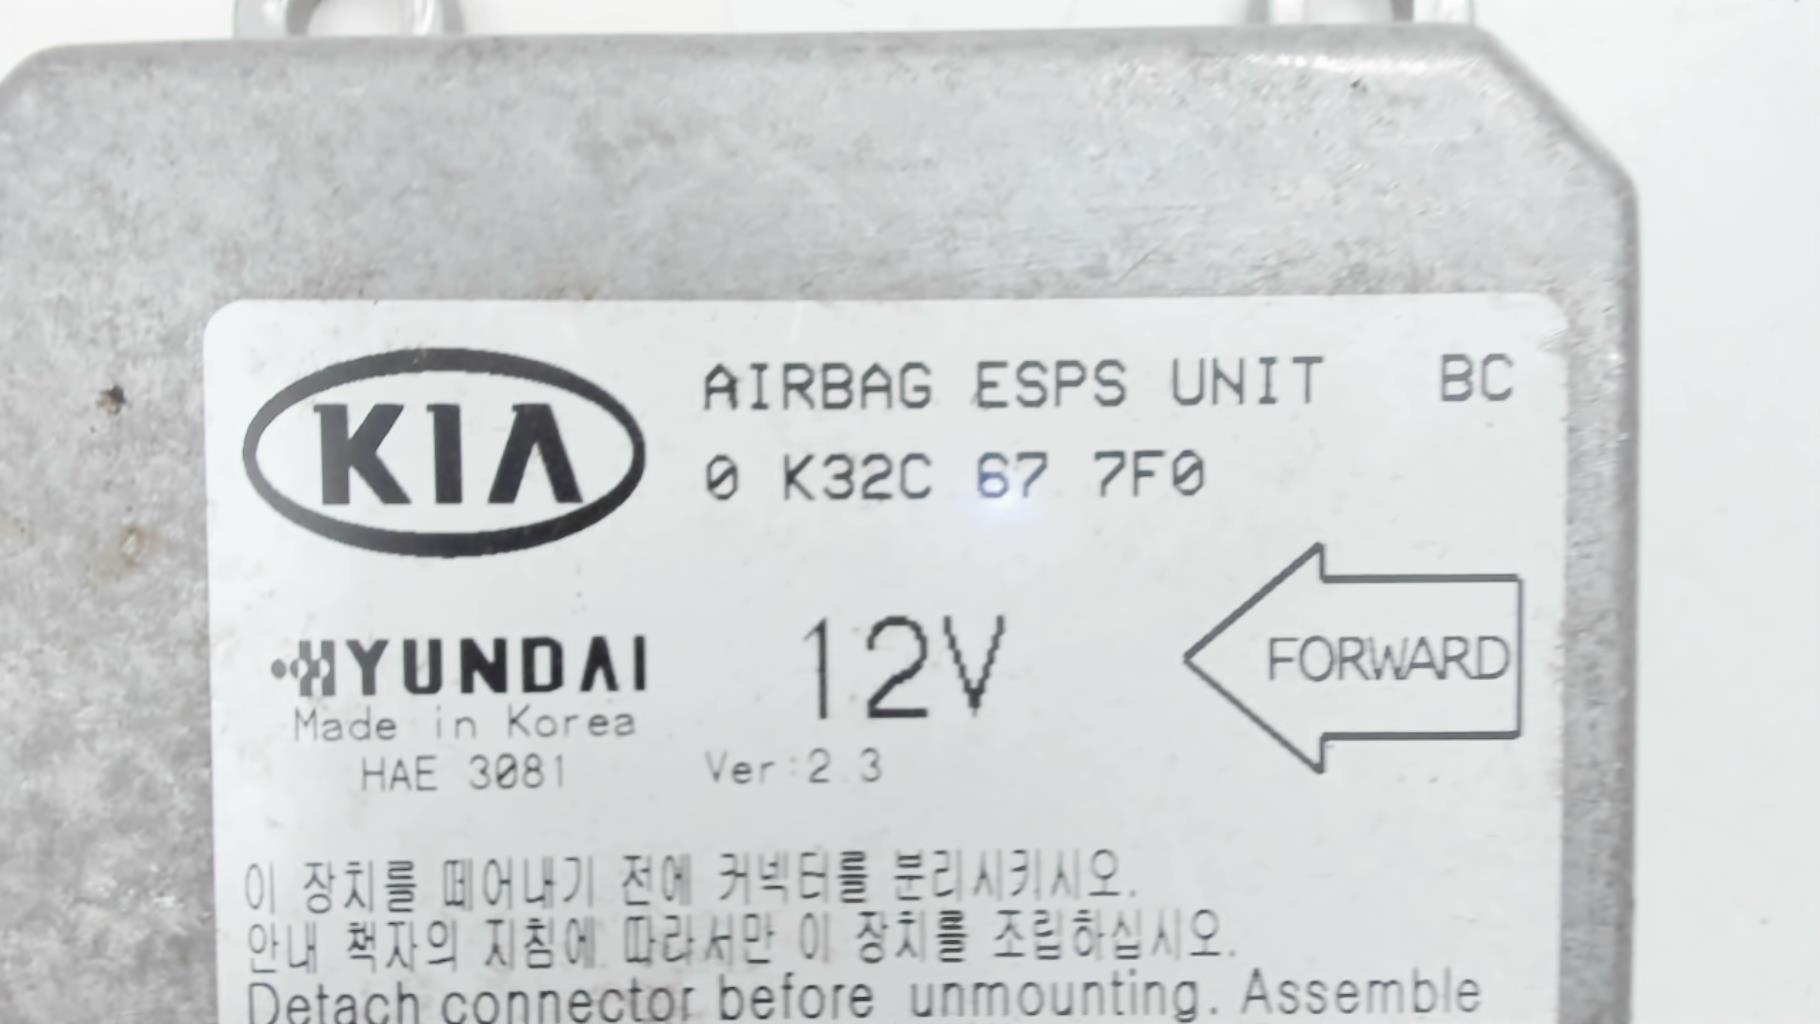 KIA
AIRBAG ESPS UNIT BC
0 K32C 67 7F0
HYUNDAI
Made in Korea
HAE 3081
12V
Ver:2.3
FORWARD
이 장치를 떼어내기 전에 커넥터를 분리시키시오.
안내 책자의 지침에 따라서만 이 장치를 조립하십시오.
Detach connector before unmounting. Assemble